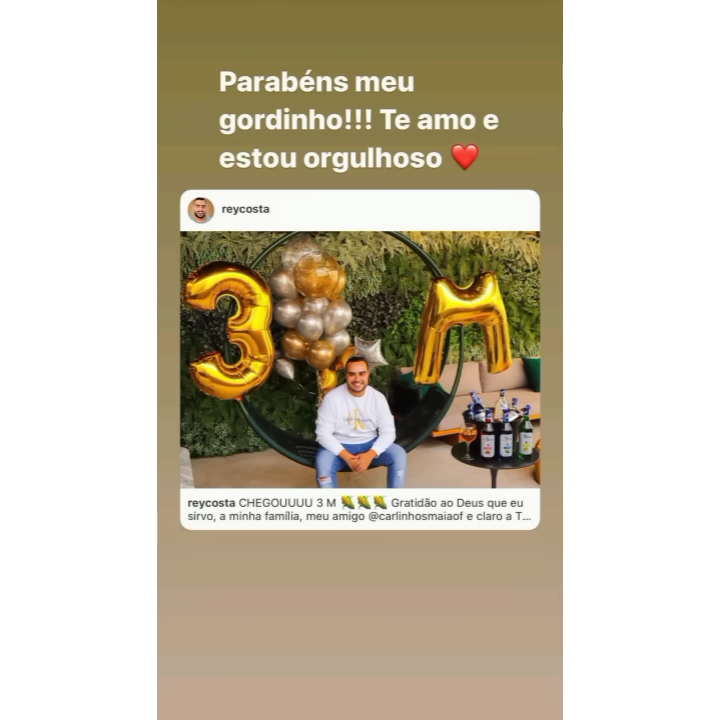 Parabéns meu
gordinho!!! Te amo e
estou orgulhoso ❤️
reycosta
3 M
reycosta CHEGOUUUU 3 M 🌽🌽🌽 Gratidão ao Deus que eu
sirvo, a minha família, meu amigo @carlinhosmaiaof e claro a T...